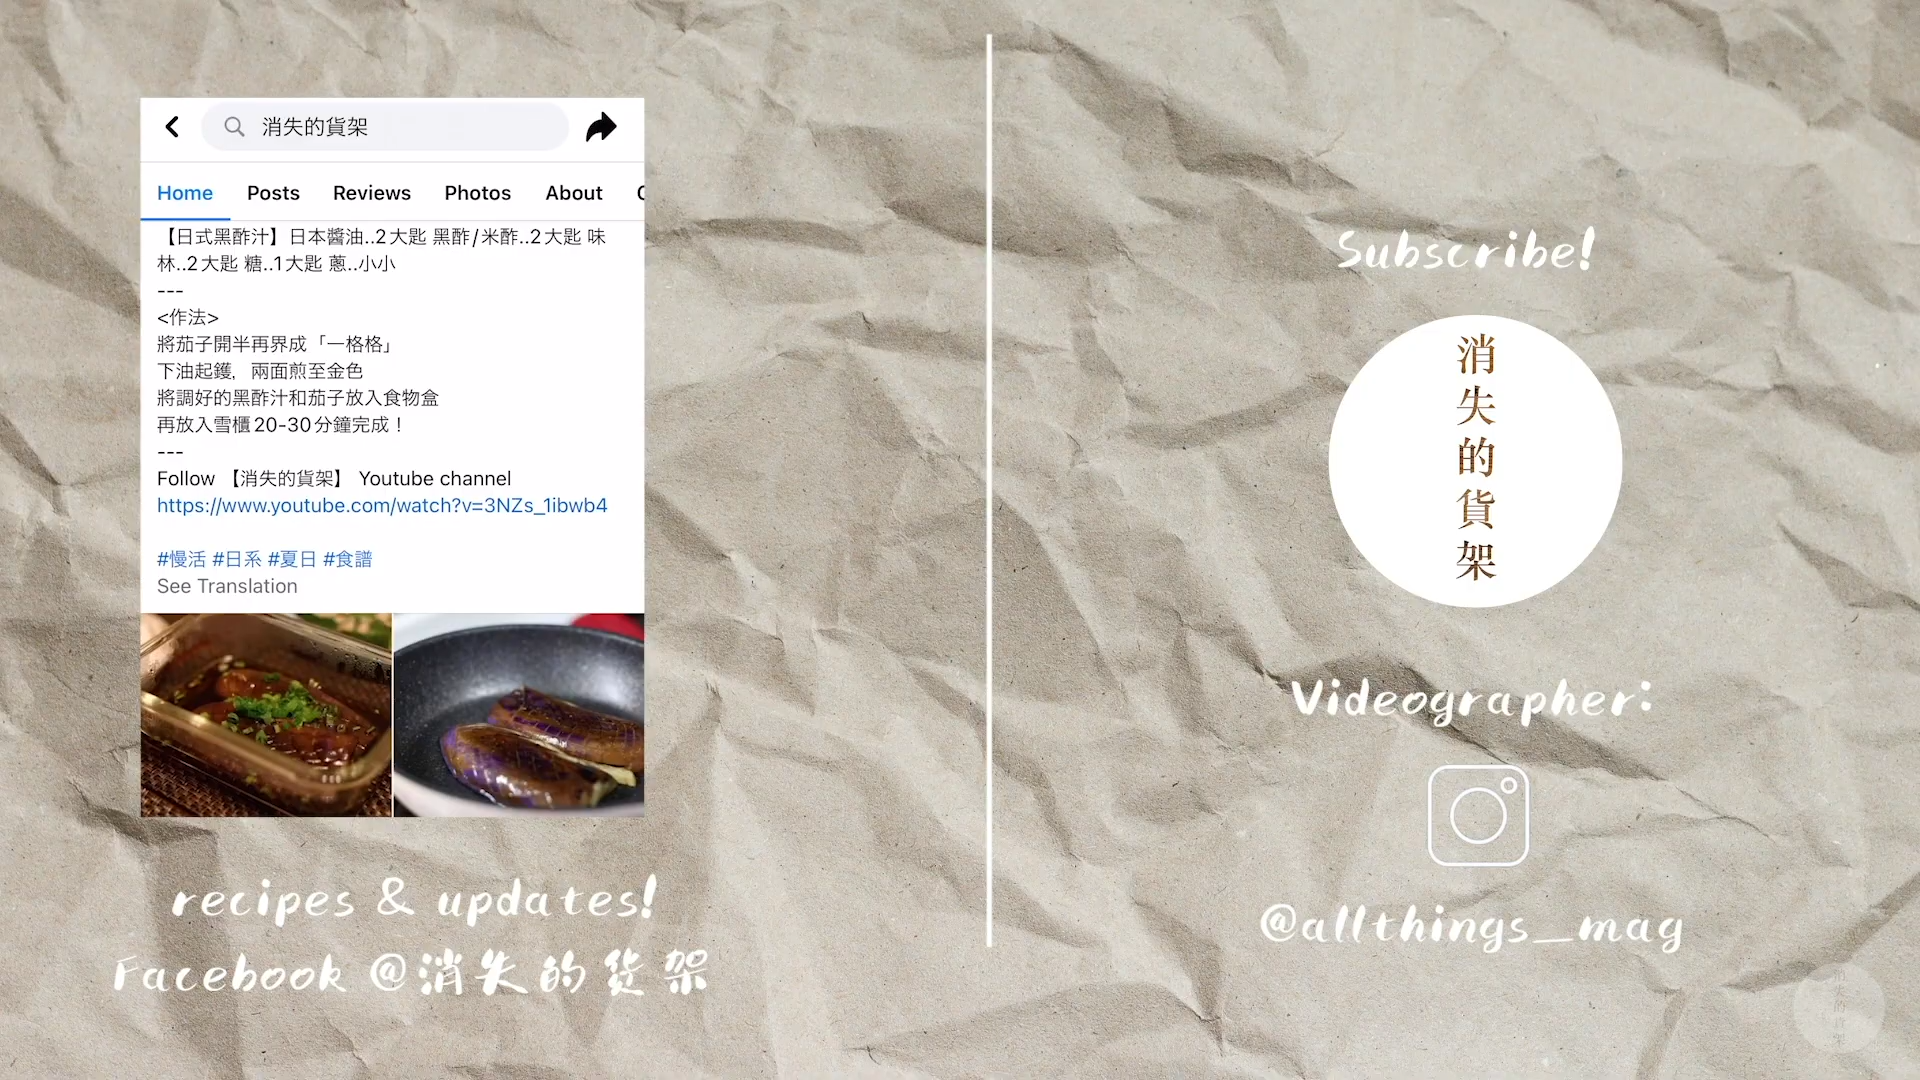 消失的貨架
Home Posts Reviews Photos About
【日式黑酢汁】日本醬油..2大匙 黑酢/米酢..2大匙 味
林..2大匙 糖..1大匙 蔥..小小
---
<作法>
將茄子開半再界成「一格格」
下油起鑊，兩面煎至金色
將調好的黑酢汁和茄子放入食物盒
再放入雪櫃20-30分鐘完成！
---
Follow 【消失的貨架】 Youtube channel
https://www.youtube.com/watch?v=3NZs_1ibwb4
#慢活 #日系 #夏日 #食譜
See Translation
recipes & updates!
Facebook @消失的货架
Subscribe!
消失的貨架
Videographer:
@allthings_mag